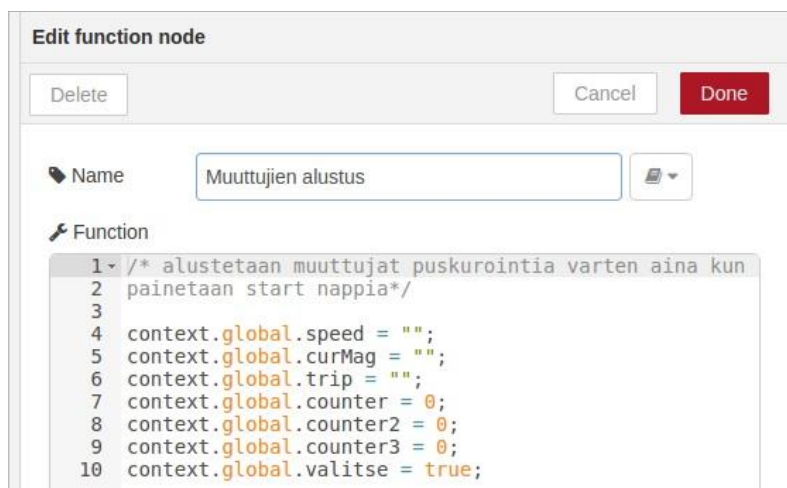 Edit function node
Delete Cancel Done
Name Muuttujien alustus
Function
1 /* alustetaan muuttujat puskurointia varten aina kun
2 painetaan start nappia*/
3
4 context.global.speed = "";
5 context.global.curMag = "";
6 context.global.trip = "";
7 context.global.counter = 0;
8 context.global.counter2 = 0;
9 context.global.counter3 = 0;
10 context.global.valitse = true;